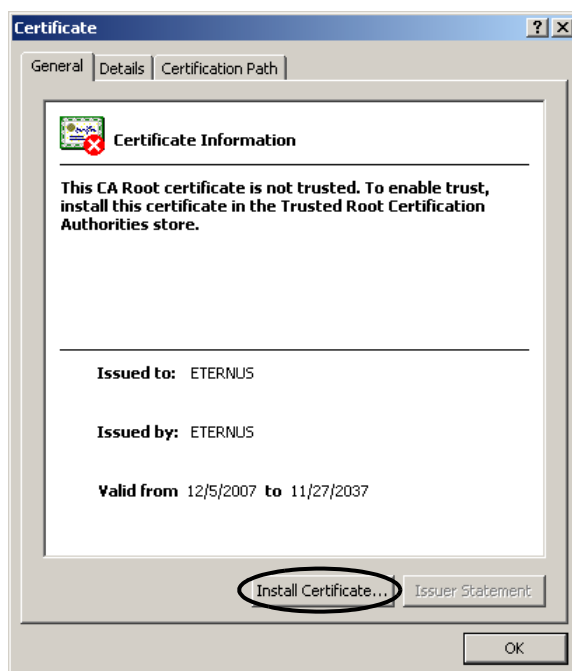 Certificate
General Details Certification Path
Certificate Information
This CA Root certificate is not trusted. To enable trust,
install this certificate in the Trusted Root Certification
Authorities store.
Issued to: ETERNUS
Issued by: ETERNUS
Valid from 12/5/2007 to 11/27/2037
Install Certificate... Issuer Statement
OK